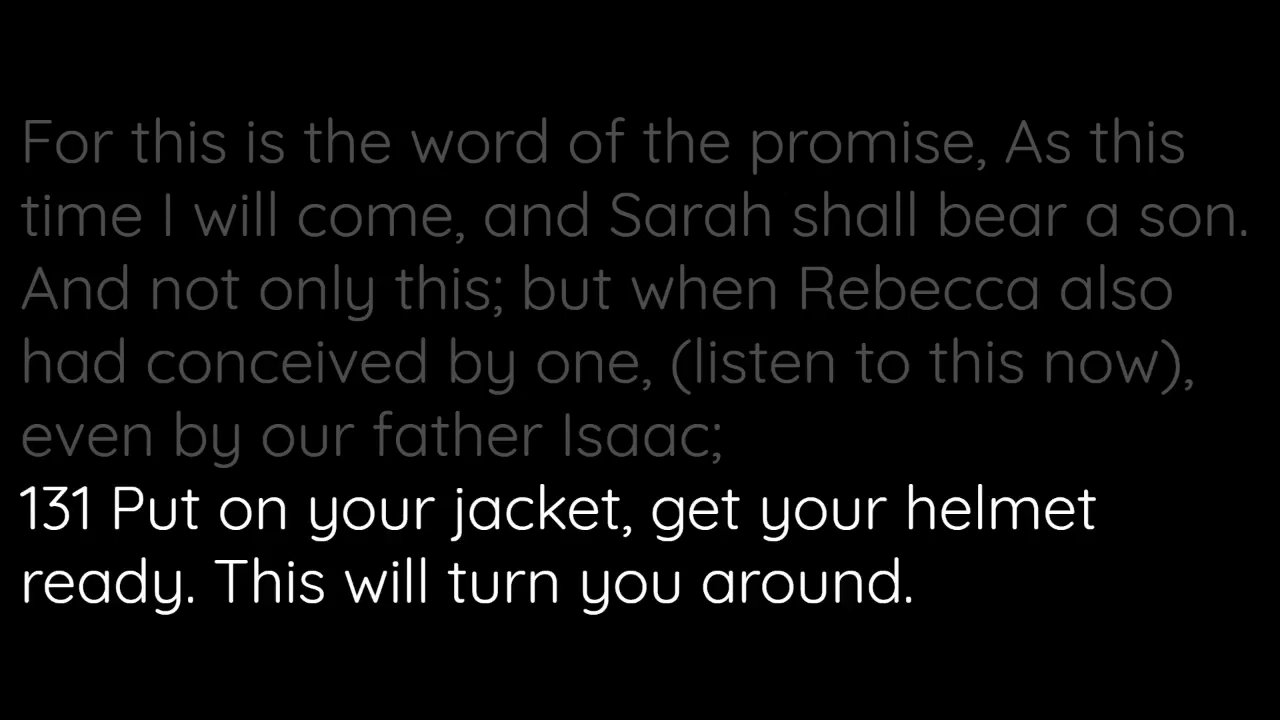 For this is the word of the promise, As this
time I will come, and Sarah shall bear a son.
And not only this; but when Rebecca also
had conceived by one, (listen to this now),
even by our father Isaac;
131 Put on your jacket, get your helmet
ready. This will turn you around.